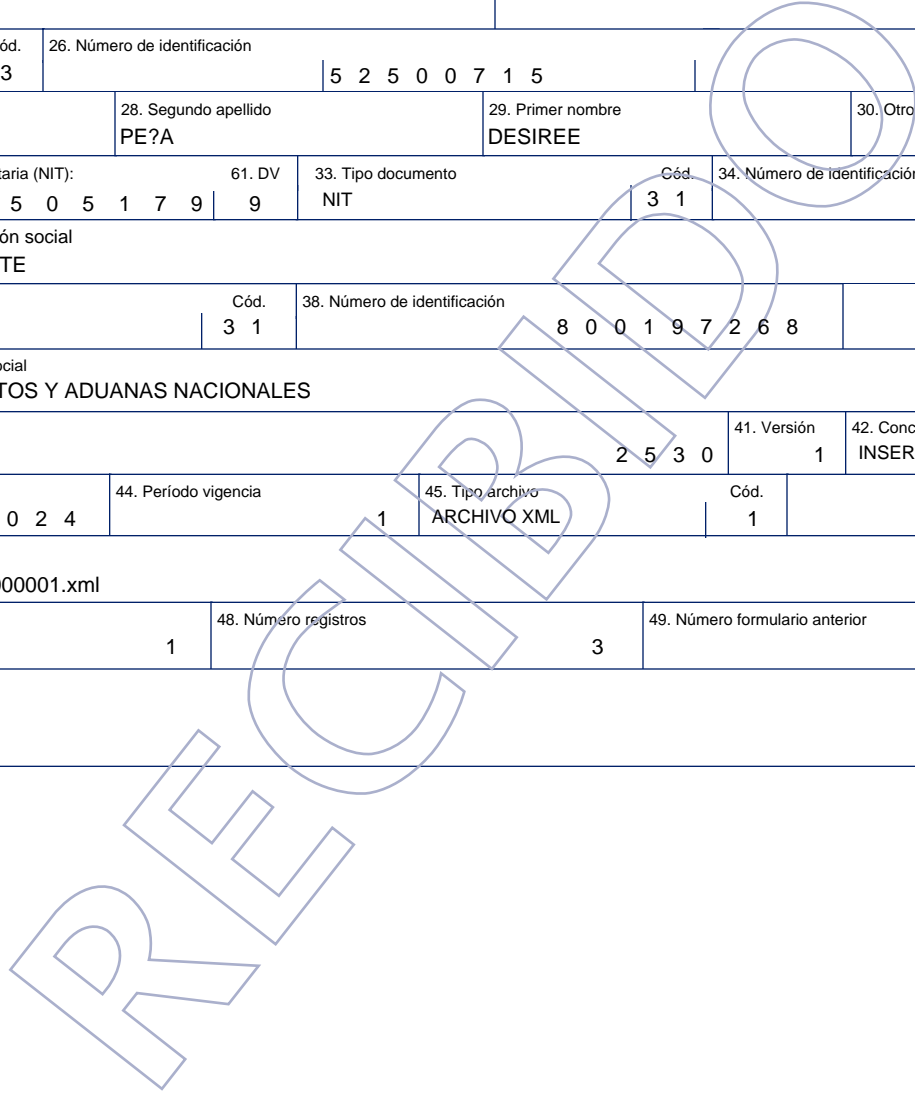 ód. 26. Número de identificación
3 5 2 5 0 0 7 1 5
28. Segundo apellido 29. Primer nombre 30. Otro
PE?A DESIREE
taria (NIT): 61. DV 33. Tipo documento Cód. 34. Número de identificación
5 0 5 1 7 9 9 NIT 3 1
ón social
TE
Cód. 38. Número de identificación
3 1 8 0 0 1 9 7 2 6 8
ocial
TOS Y ADUANAS NACIONALES
41. Versión 42. Conc
2 5 3 0 1 INSER
44. Período vigencia 45. Tipo archivo Cód.
0 2 4 1 ARCHIVO XML 1
000001.xml
48. Número registros 49. Número formulario anterior
1 3
RECIBIDO